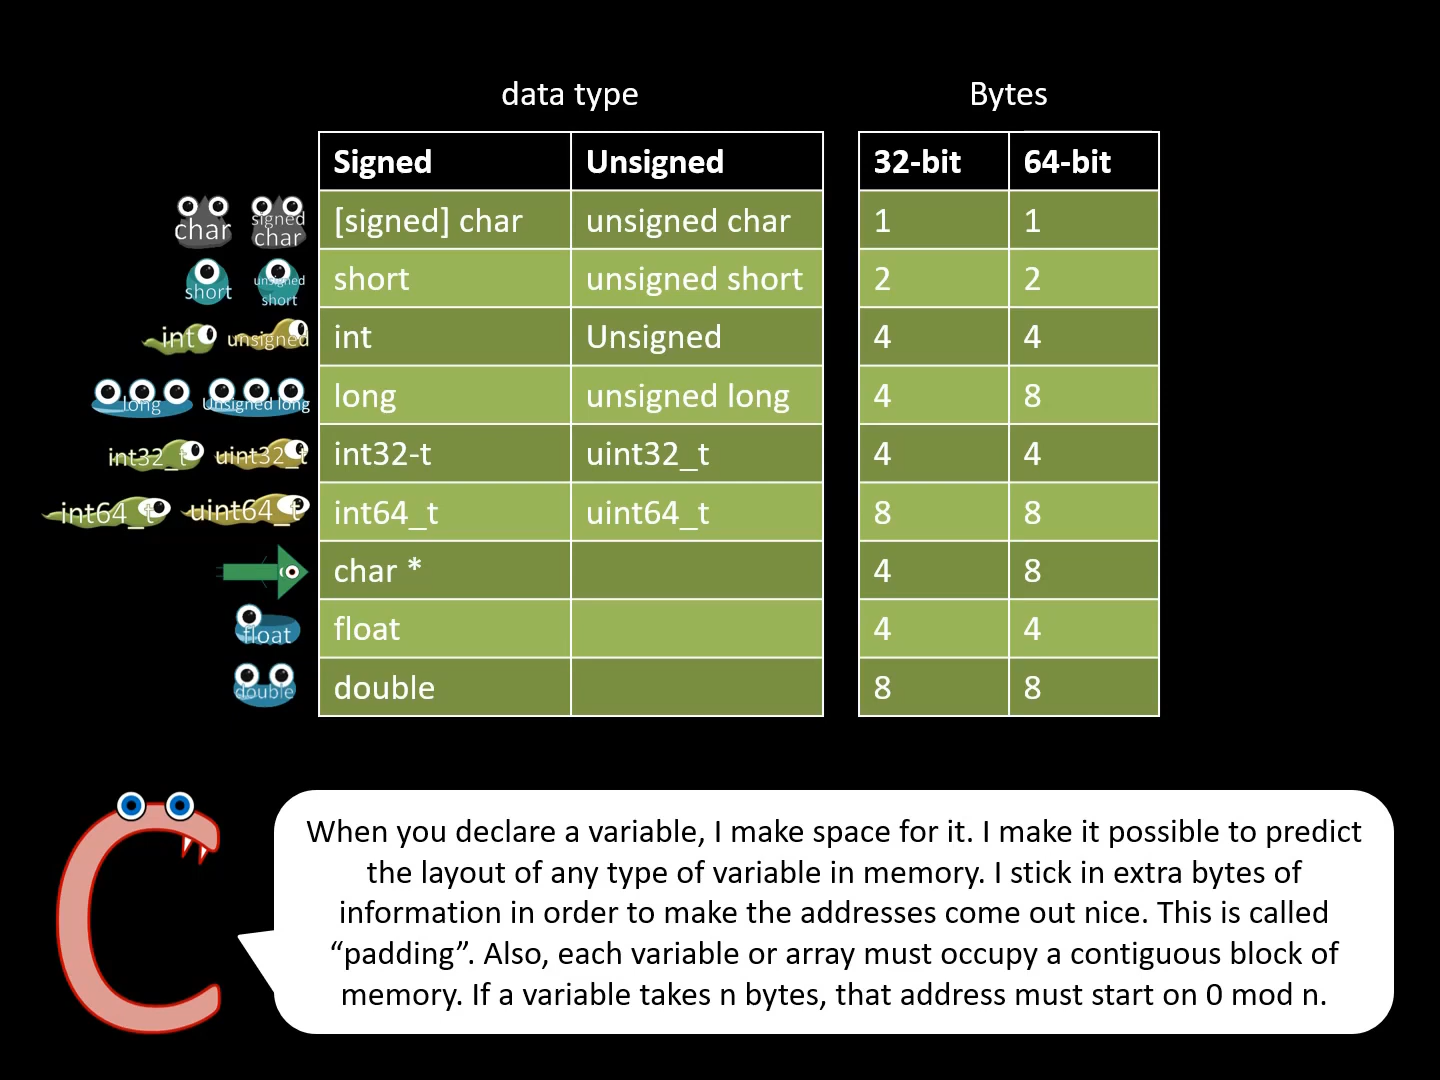 data type Bytes
Signed Unsigned 32-bit 64-bit
char signed char [signed] char unsigned char 1 1
short unsigned short short unsigned short 2 2
int unsigned int Unsigned 4 4
long Unsigned long long unsigned long 4 8
int32_t uint32_t int32-t uint32_t 4 4
int64_t uint64_t int64_t uint64_t 8 8
char * 4 8
float float 4 4
double double 8 8
When you declare a variable, I make space for it. I make it possible to predict
the layout of any type of variable in memory. I stick in extra bytes of
information in order to make the addresses come out nice. This is called
“padding”. Also, each variable or array must occupy a contiguous block of
memory. If a variable takes n bytes, that address must start on 0 mod n.